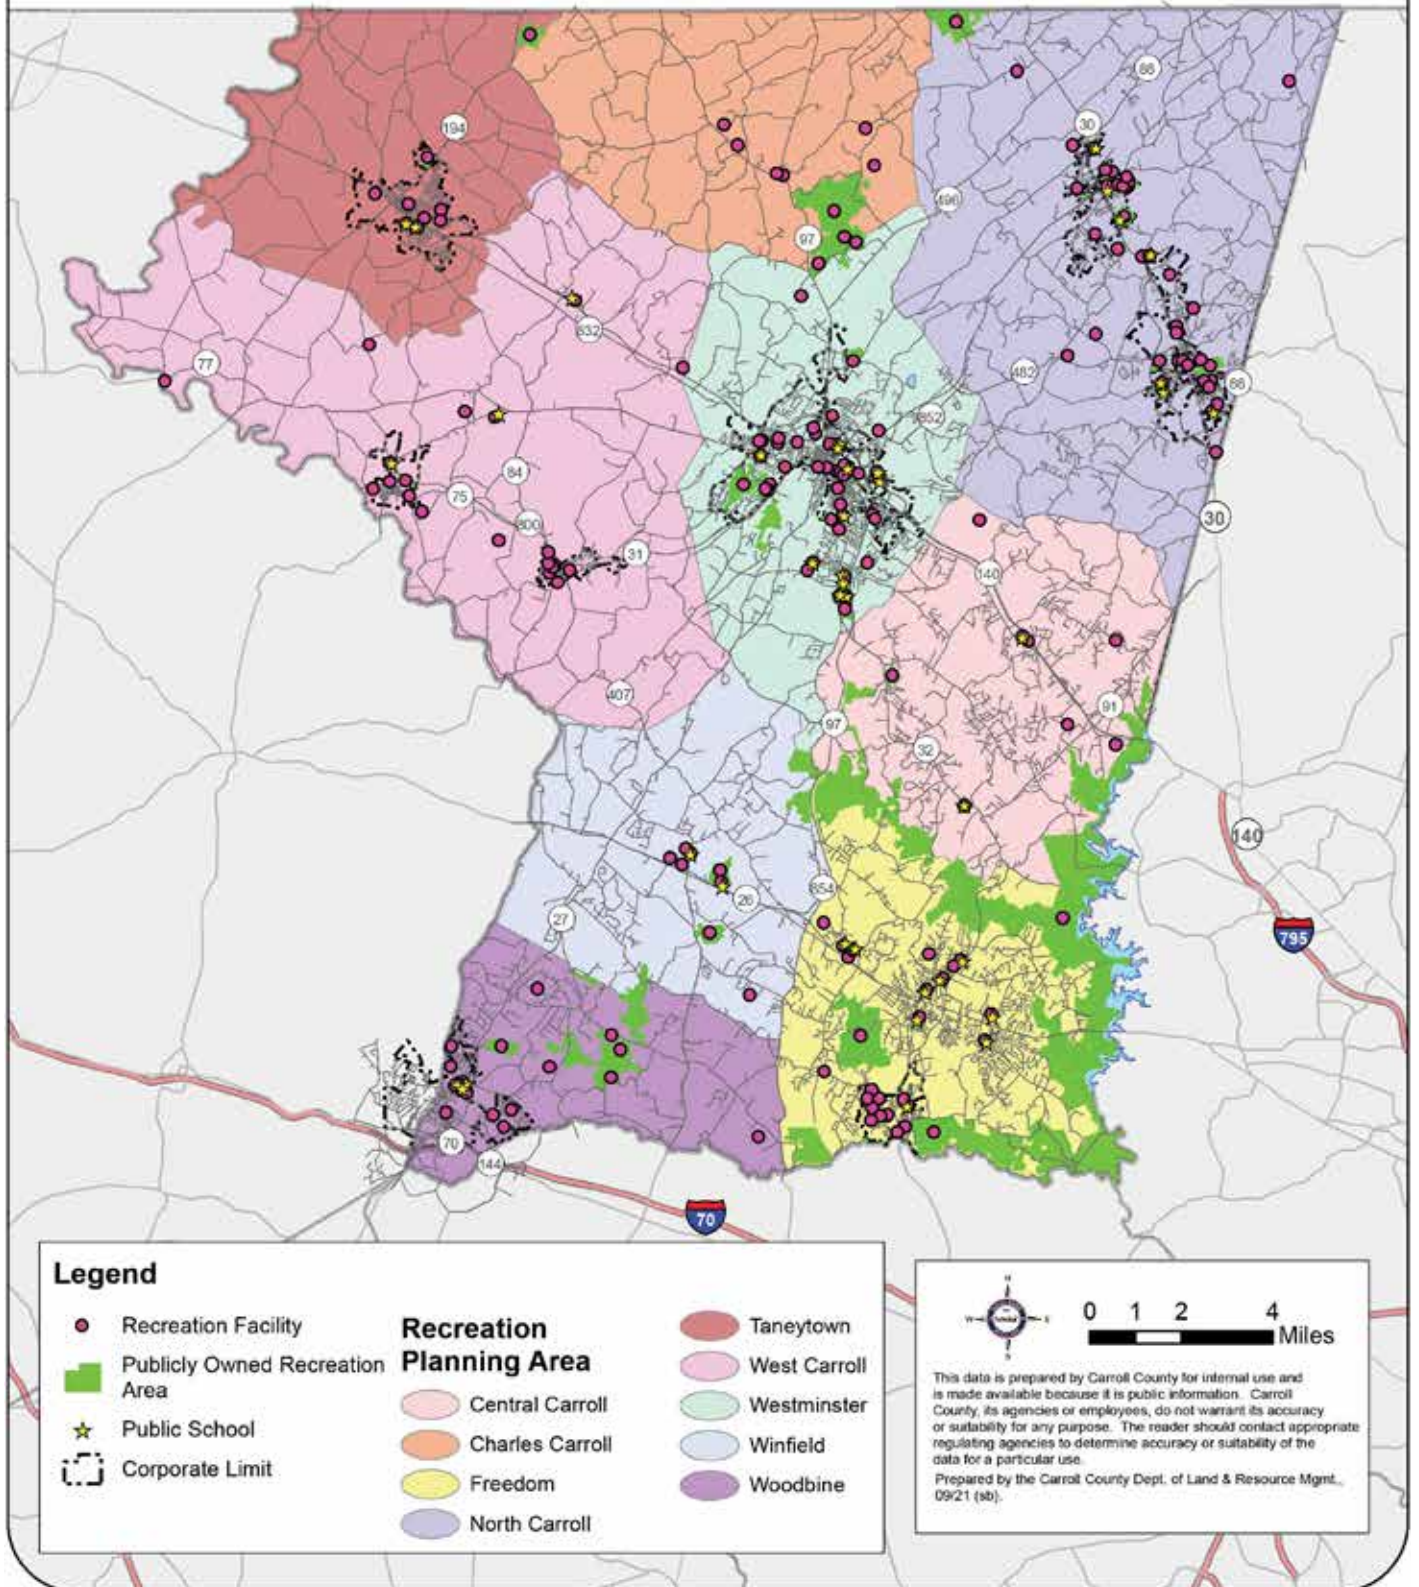 194
88
30
496
97
832
77
482
88
852
84
75
800
31
30
140
407
91
97
32
140
854
26
27
795
70
144
70
Legend
Recreation Facility
Publicly Owned Recreation
Area
Public School
Corporate Limit
Recreation
Planning Area
Central Carroll
Charles Carroll
Freedom
North Carroll
Taneytown
West Carroll
Westminster
Winfield
Woodbine
N
W
E
S
0 1 2 4
Miles
This data is prepared by Carroll County for internal use and
is made available because it is public information. Carroll
County, its agencies or employees, do not warrant its accuracy
or suitability for any purpose. The reader should contact appropriate
regulating agencies to determine accuracy or suitability of the
data for a particular use.
Prepared by the Carroll County Dept. of Land & Resource Mgmt.,
09/21 (sb).